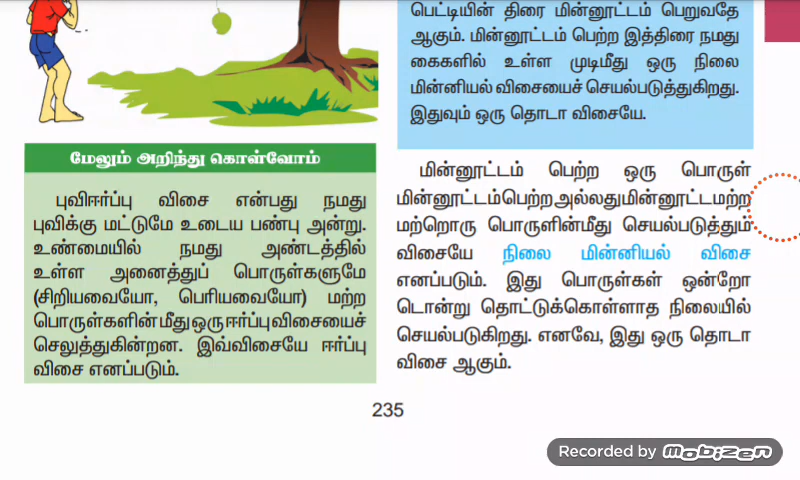 மேலும் அறிந்து கொள்வோம்
புவிஈர்ப்பு விசை என்பது நமது
புவிக்கு மட்டுமே உடைய பண்பு அன்று.
உண்மையில் நமது அண்டத்தில்
உள்ள அனைத்துப் பொருள்களுமே
(சிறியவையோ, பெரியவையோ) மற்ற
பொருள்களின்மீது ஒரு ஈர்ப்பு விசையைச்
செலுத்துகின்றன. இவ்விசையே ஈர்ப்பு
விசை எனப்படும்.
பெட்டியின் திரை மின்னூட்டம் பெறுவதே
ஆகும். மின்னூட்டம் பெற்ற இத்திரை நமது
கைகளில் உள்ள முடிமீது ஒரு நிலை
மின்னியல் விசையைச் செயல்படுத்துகிறது.
இதுவும் ஒரு தொடா விசையே.
மின்னூட்டம் பெற்ற ஒரு பொருள்
மின்னூட்டம்பெற்ற அல்லது மின்னூட்டமற்ற
மற்றொரு பொருளின்மீது செயல்படுத்தும்
விசையே நிலை மின்னியல் விசை
எனப்படும். இது பொருள்கள் ஒன்றோ
டொன்று தொட்டுக்கொள்ளாத நிலையில்
செயல்படுகிறது. எனவே, இது ஒரு தொடா
விசை ஆகும்.
235
Recorded by mobizen